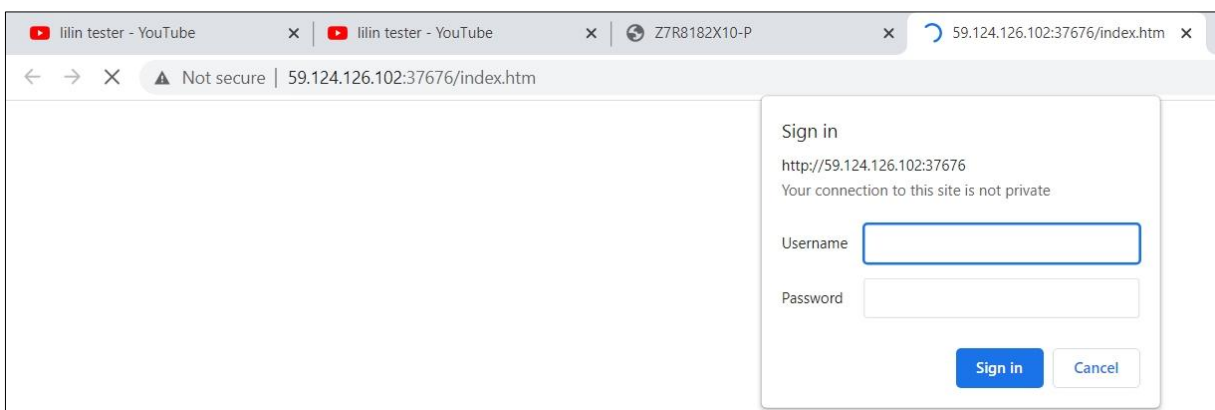 lilin tester - YouTube lilin tester - YouTube Z7R8182X10-P 59.124.126.102:37676/index.htm
Not secure | 59.124.126.102:37676/index.htm
Sign in
http://59.124.126.102:37676
Your connection to this site is not private
Username
Password
Sign in Cancel